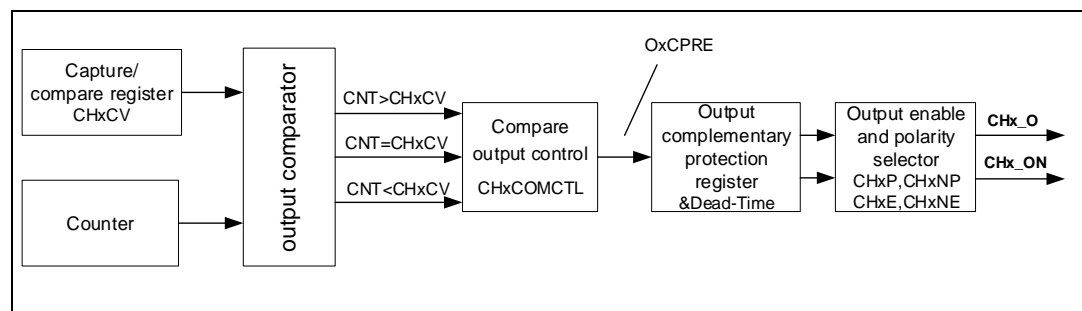 Capture/
compare register
CHxCV
Counter
output comparator
CNT>CHxCV
CNT=CHxCV
CNT<CHxCV
Compare
output control
CHxCOMCTL
OxCPRE
Output
complementary
protection
register
&Dead-Time
Output enable
and polarity
selector
CHxP,CHxNP
CHxE,CHxNE
CHx_O
CHx_ON